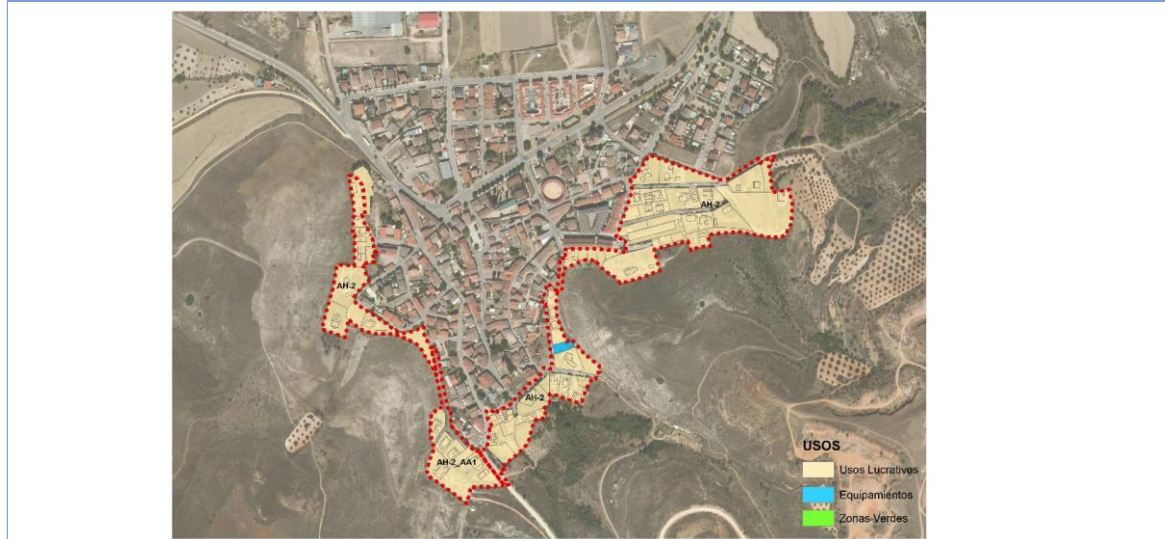 AH-2
AH-2
AH-2
AH-2_AA1
USOS
Usos Lucrativos
Equipamientos
Zonas Verdes